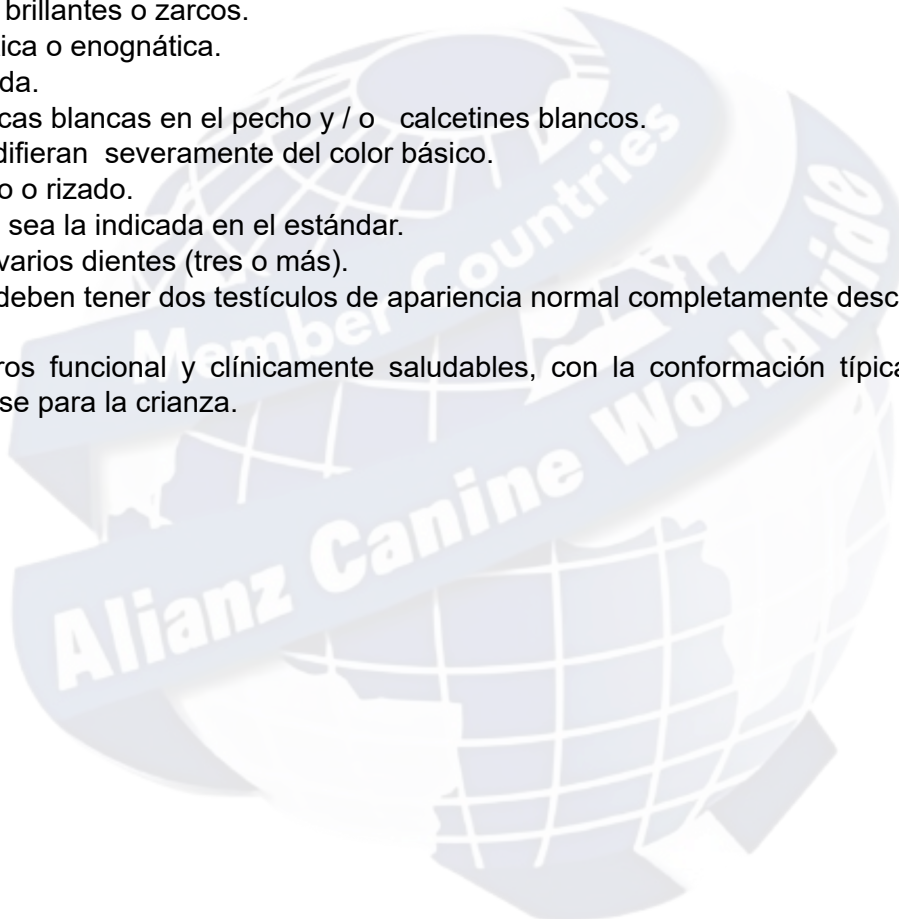 brillantes o zarcos.
ica o enognática.
da.
cas blancas en el pecho y / o calcetines blancos.
difieran severamente del color básico.
o o rizado.
sea la indicada en el estándar.
varios dientes (tres o más).
deben tener dos testículos de apariencia normal completamente desc
ros funcional y clínicamente saludables, con la conformación típica
se para la crianza.
Member Countries
Alianz Canine Worldwide